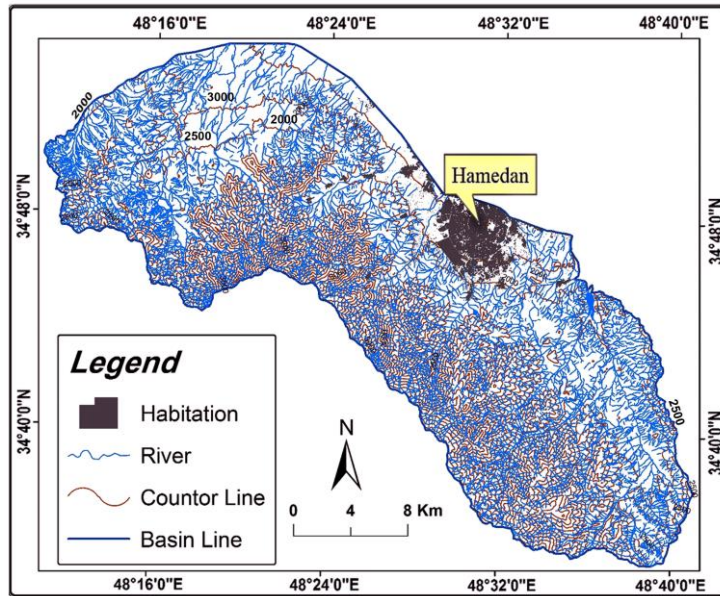 48°16'0"E 48°24'0"E 48°32'0"E 48°40'0"E
2000
3000
2500
2000
Hamedan
34°48'0"N
34°48'0"N
2500
34°40'0"N
34°40'0"N
Legend
Habitation
River
Countor Line
Basin Line
N
0 4 8 Km
48°16'0"E 48°24'0"E 48°32'0"E 48°40'0"E